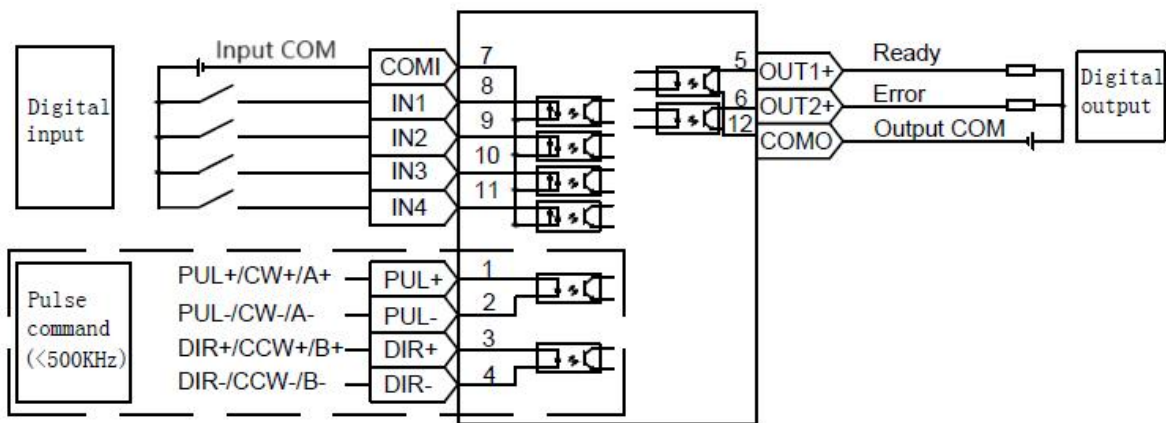 Digital
input
Input COM
COMI
7
IN1
8
IN2
9
IN3
10
IN4
11
5
OUT1+
Ready
6
OUT2+
Error
12
COMO
Output COM
Digital
output
Pulse
command
(<500KHz)
PUL+/CW+/A+
PUL+
1
PUL-/CW-/A-
PUL-
2
DIR+/CCW+/B+
DIR+
3
DIR-/CCW-/B-
DIR-
4